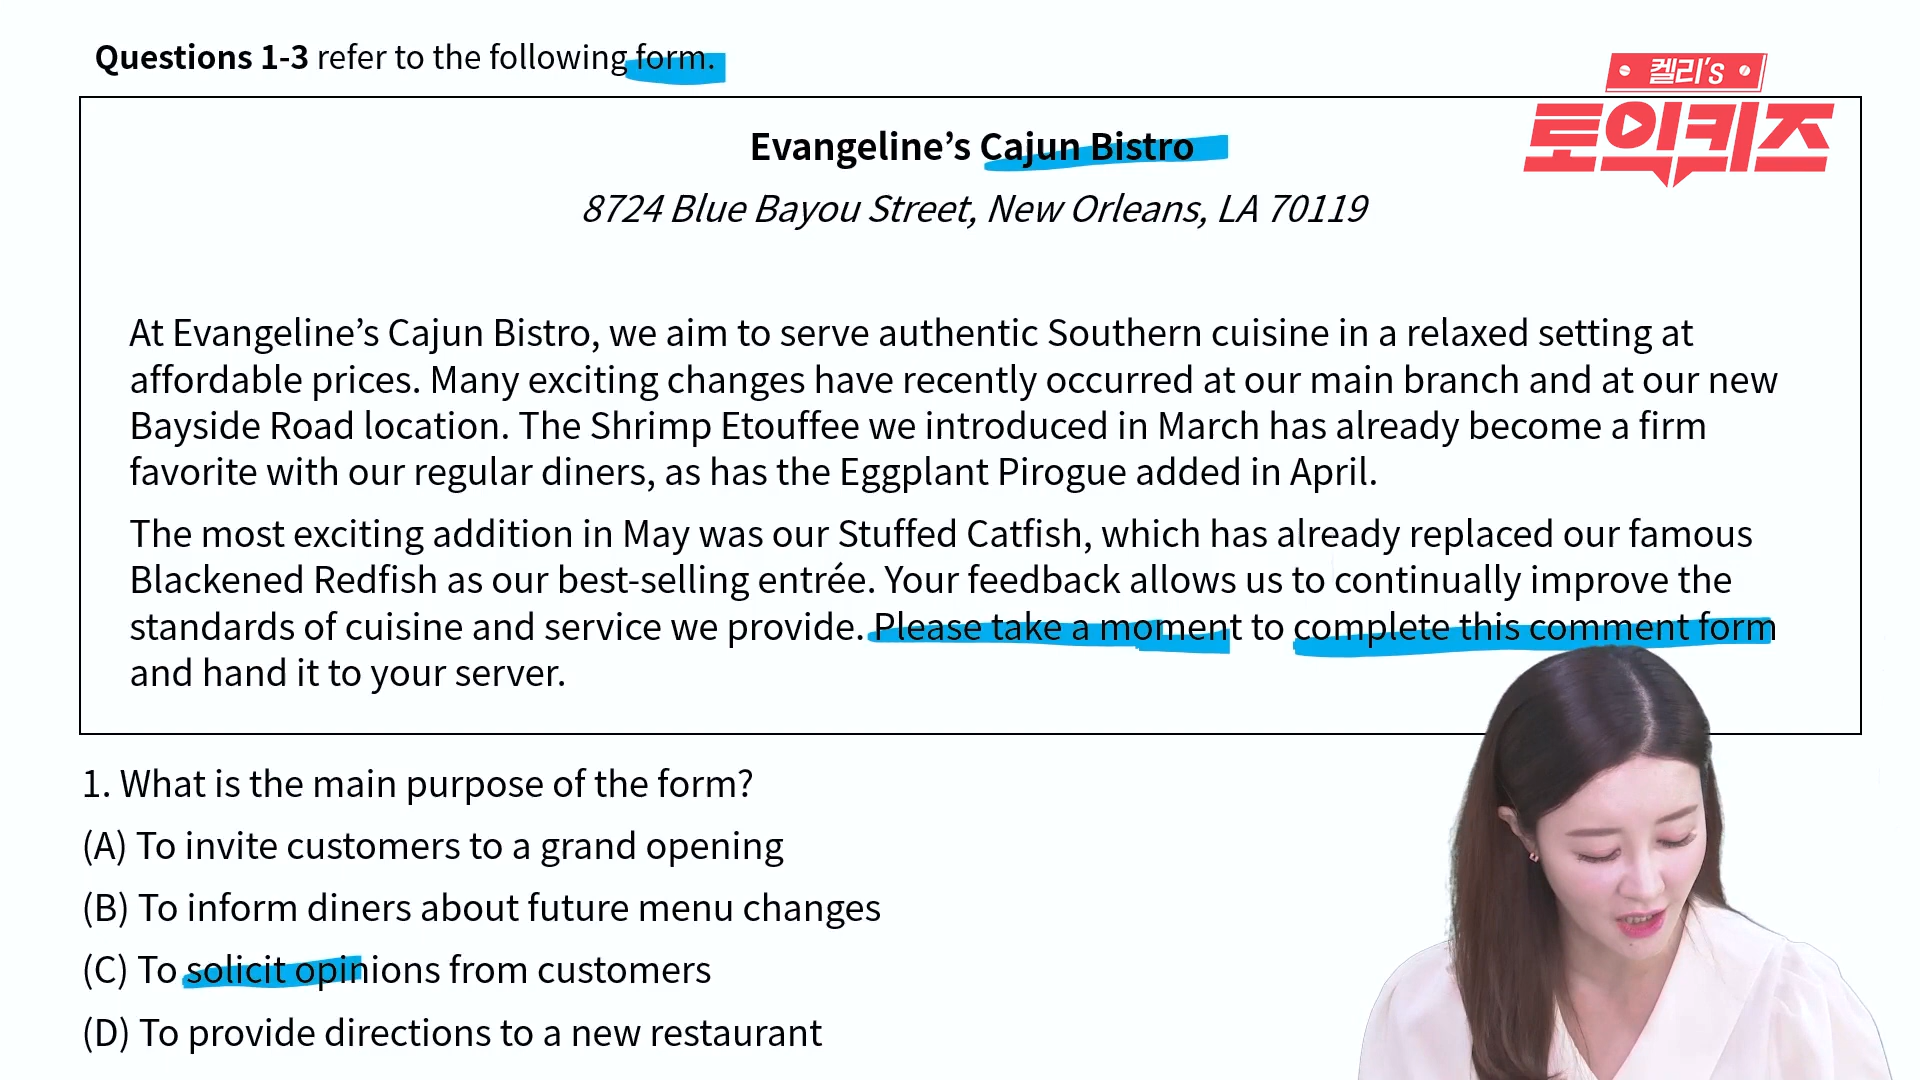 Questions 1-3 refer to the following form.
켈리's
토익키즈
Evangeline’s Cajun Bistro
8724 Blue Bayou Street, New Orleans, LA 70119
At Evangeline’s Cajun Bistro, we aim to serve authentic Southern cuisine in a relaxed setting at
affordable prices. Many exciting changes have recently occurred at our main branch and at our new
Bayside Road location. The Shrimp Etouffee we introduced in March has already become a firm
favorite with our regular diners, as has the Eggplant Pirogue added in April.
The most exciting addition in May was our Stuffed Catfish, which has already replaced our famous
Blackened Redfish as our best-selling entrée. Your feedback allows us to continually improve the
standards of cuisine and service we provide. Please take a moment to complete this comment form
and hand it to your server.
1. What is the main purpose of the form?
(A) To invite customers to a grand opening
(B) To inform diners about future menu changes
(C) To solicit opinions from customers
(D) To provide directions to a new restaurant